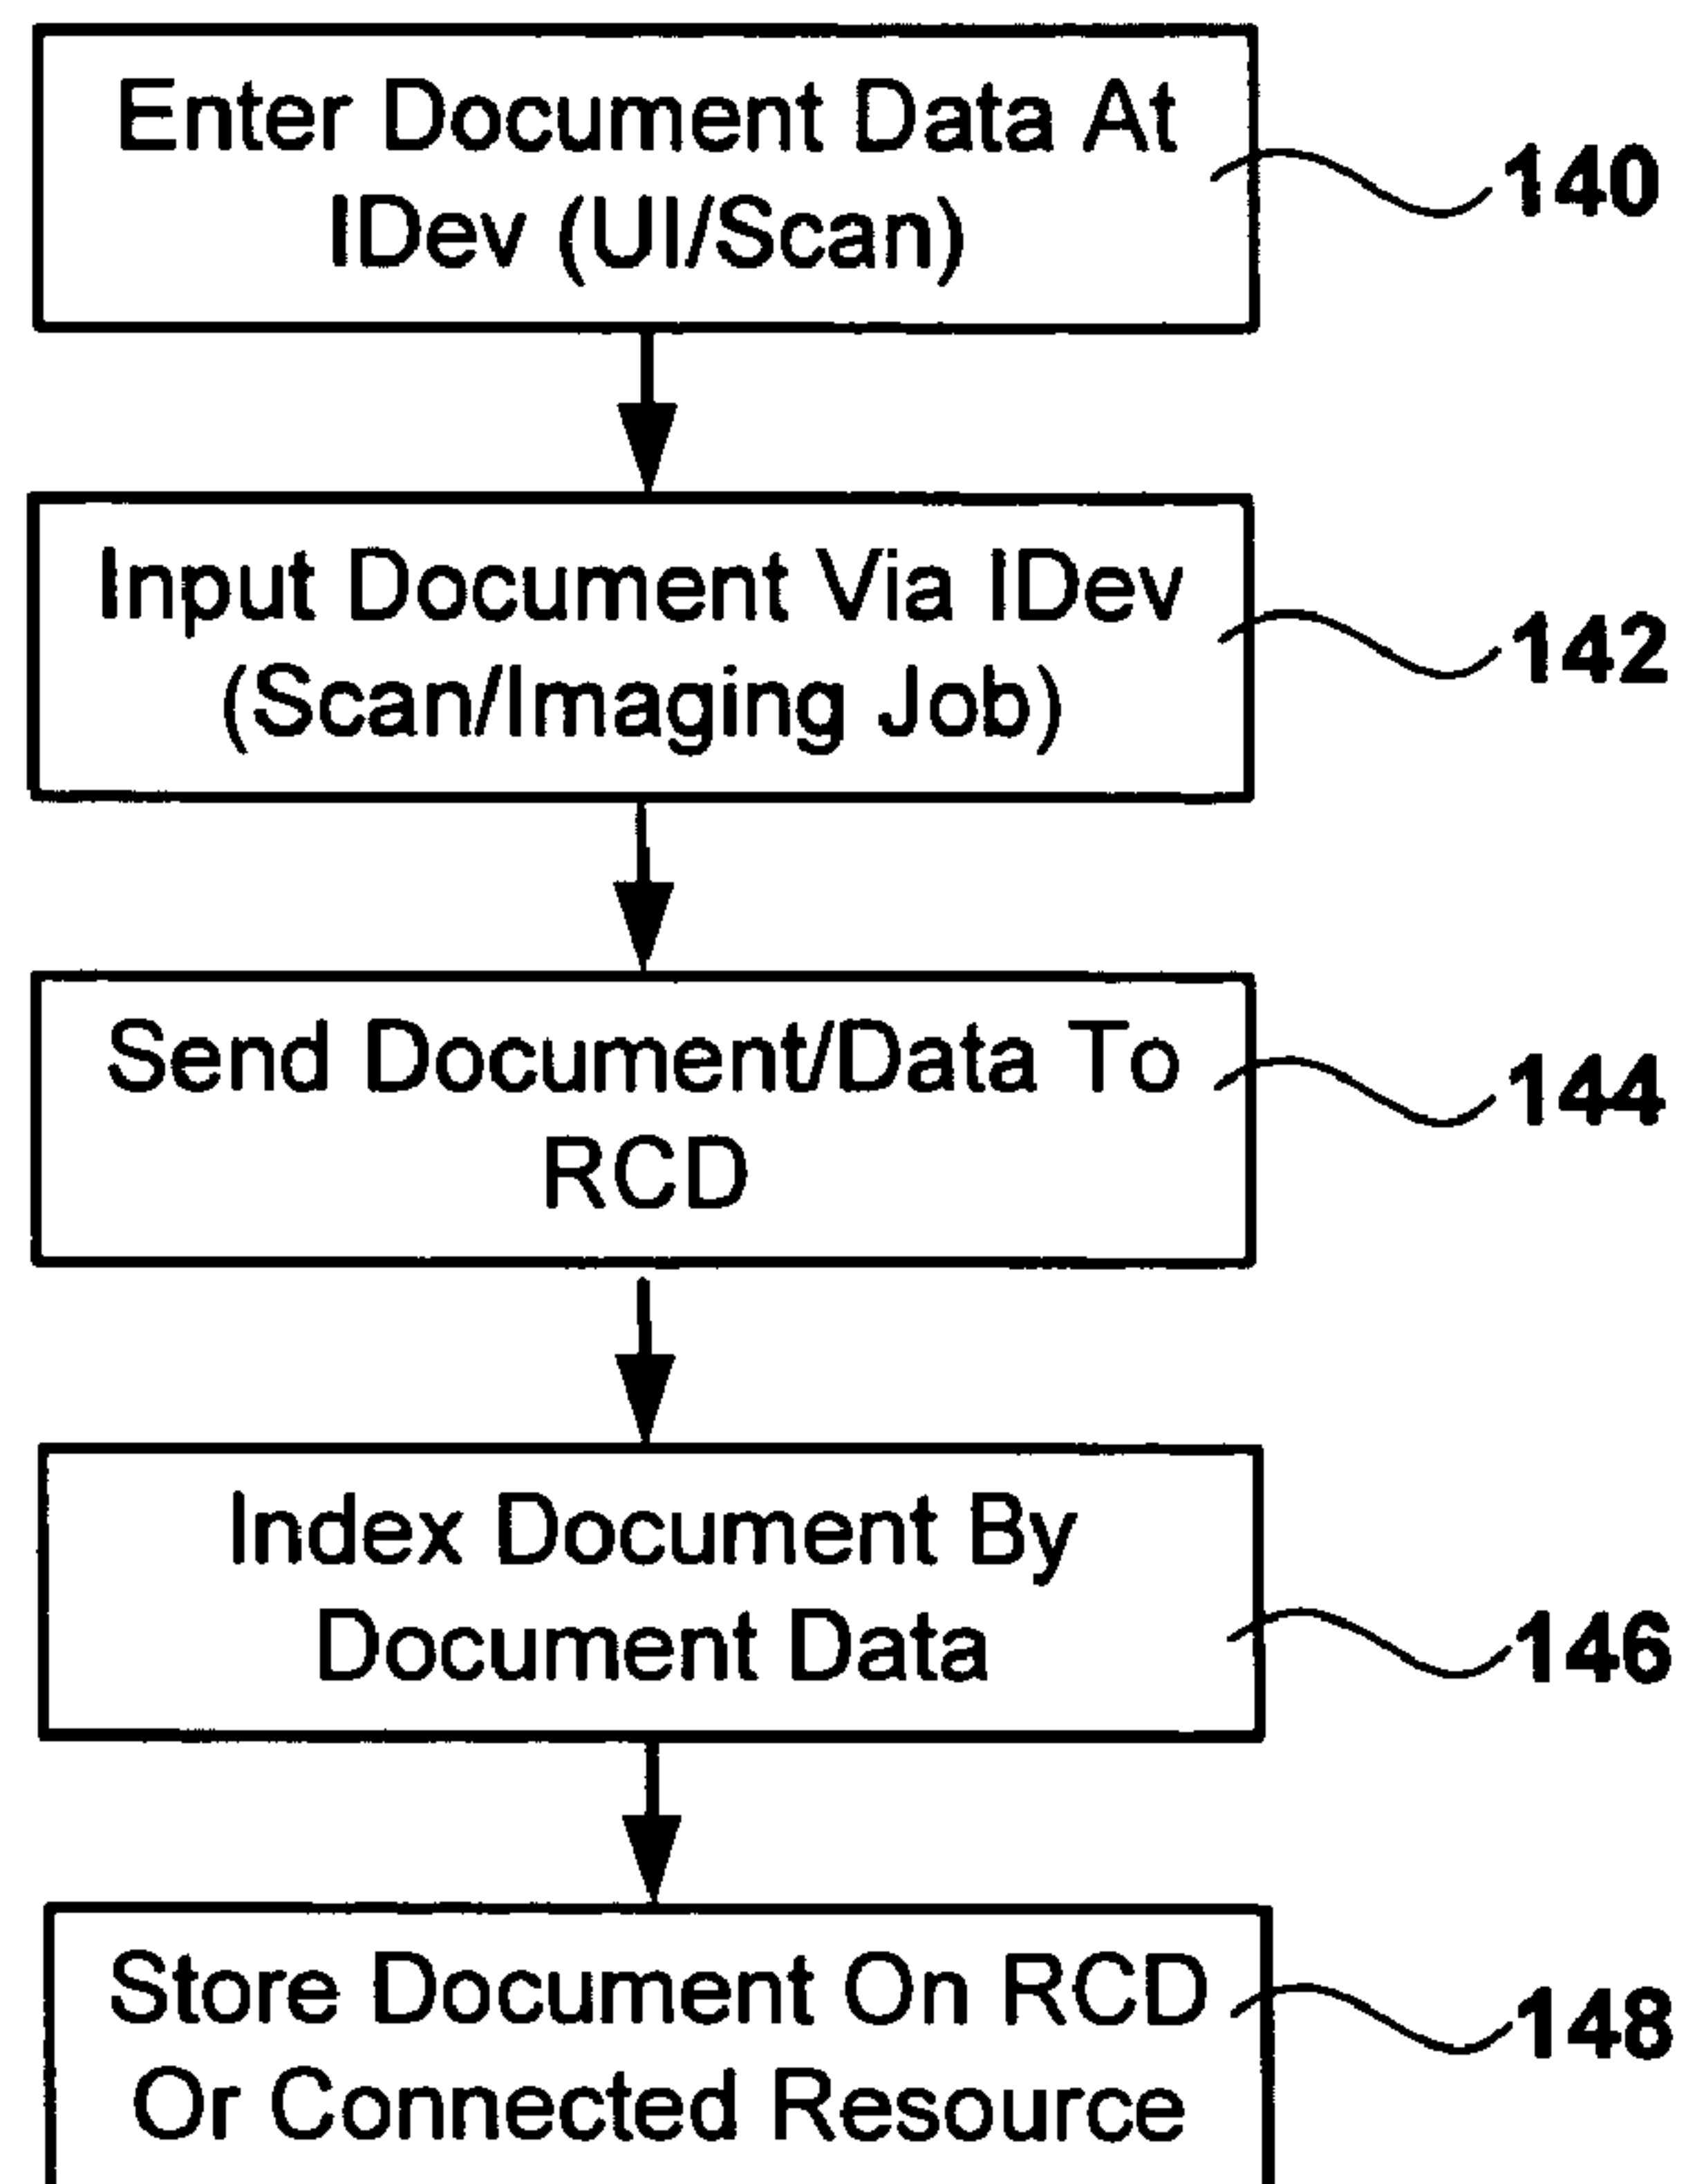 Enter Document Data At
IDev (UI/Scan)
140
Input Document Via IDev
(Scan/Imaging Job)
142
Send Document/Data To
RCD
144
Index Document By
Document Data
146
Store Document On RCD
Or Connected Resource
148